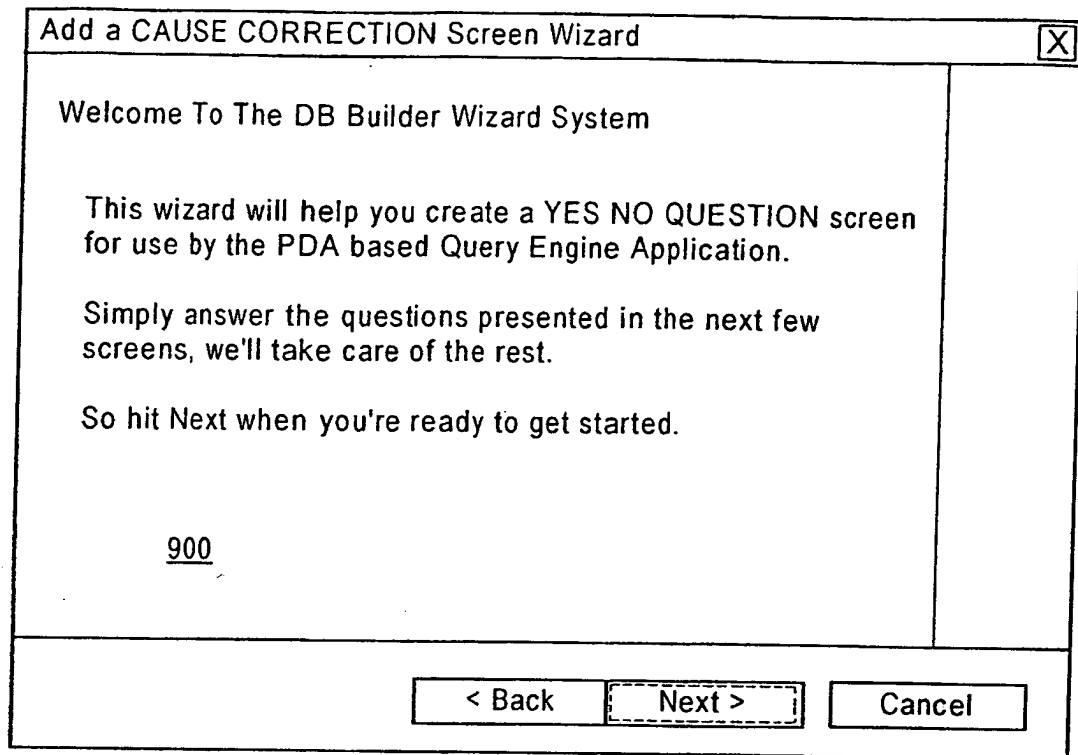 Add a CAUSE CORRECTION Screen Wizard X
Welcome To The DB Builder Wizard System
This wizard will help you create a YES NO QUESTION screen
for use by the PDA based Query Engine Application.
Simply answer the questions presented in the next few
screens, we'll take care of the rest.
So hit Next when you're ready to get started.
900
< Back Next > Cancel